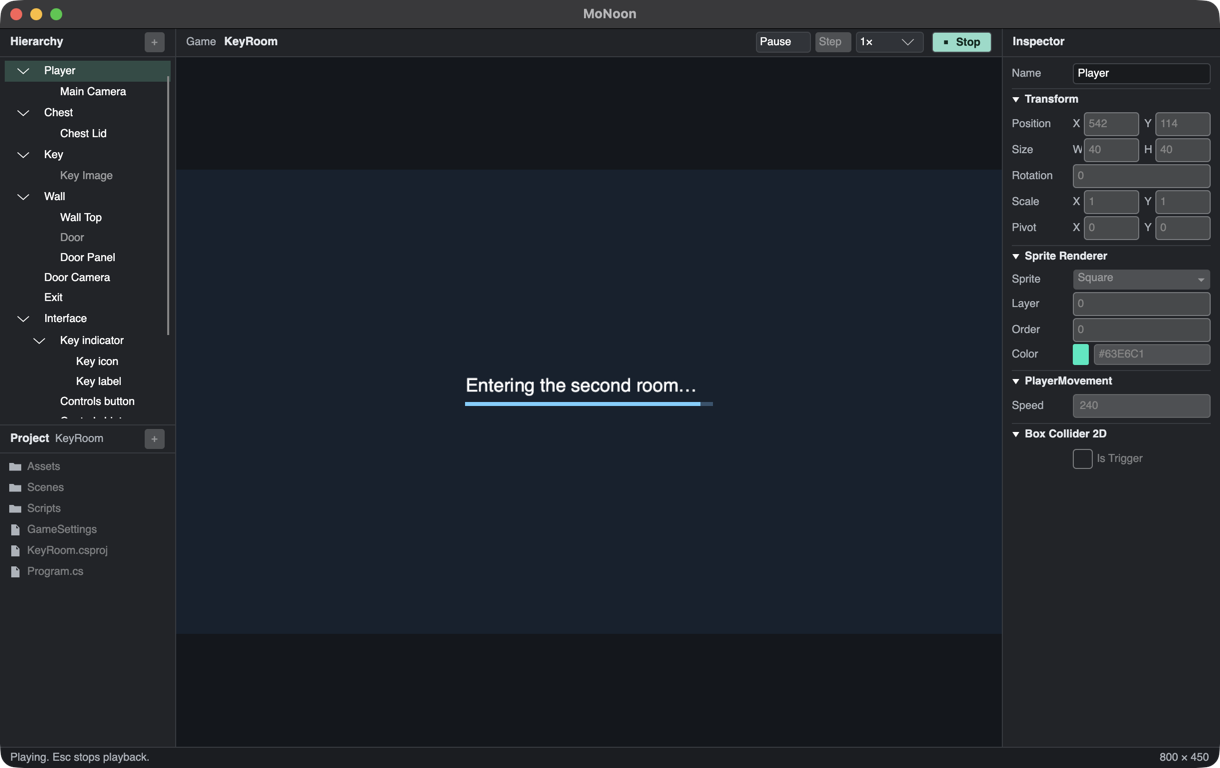 MoNoon
Hierarchy +
Game KeyRoom
Pause Step 1× Stop
Inspector
Player
Main Camera
Chest
Chest Lid
Key
Key Image
Wall
Wall Top
Door
Door Panel
Door Camera
Exit
Interface
Key indicator
Key icon
Key label
Controls button
Project KeyRoom +
Assets
Scenes
Scripts
GameSettings
KeyRoom.csproj
Program.cs
Entering the second room…
Name Player
Transform
Position X 542 Y 114
Size W 40 H 40
Rotation 0
Scale X 1 Y 1
Pivot X 0 Y 0
Sprite Renderer
Sprite Square
Layer 0
Order 0
Color #63E6C1
PlayerMovement
Speed 240
Box Collider 2D
Is Trigger
Playing. Esc stops playback.
800 × 450